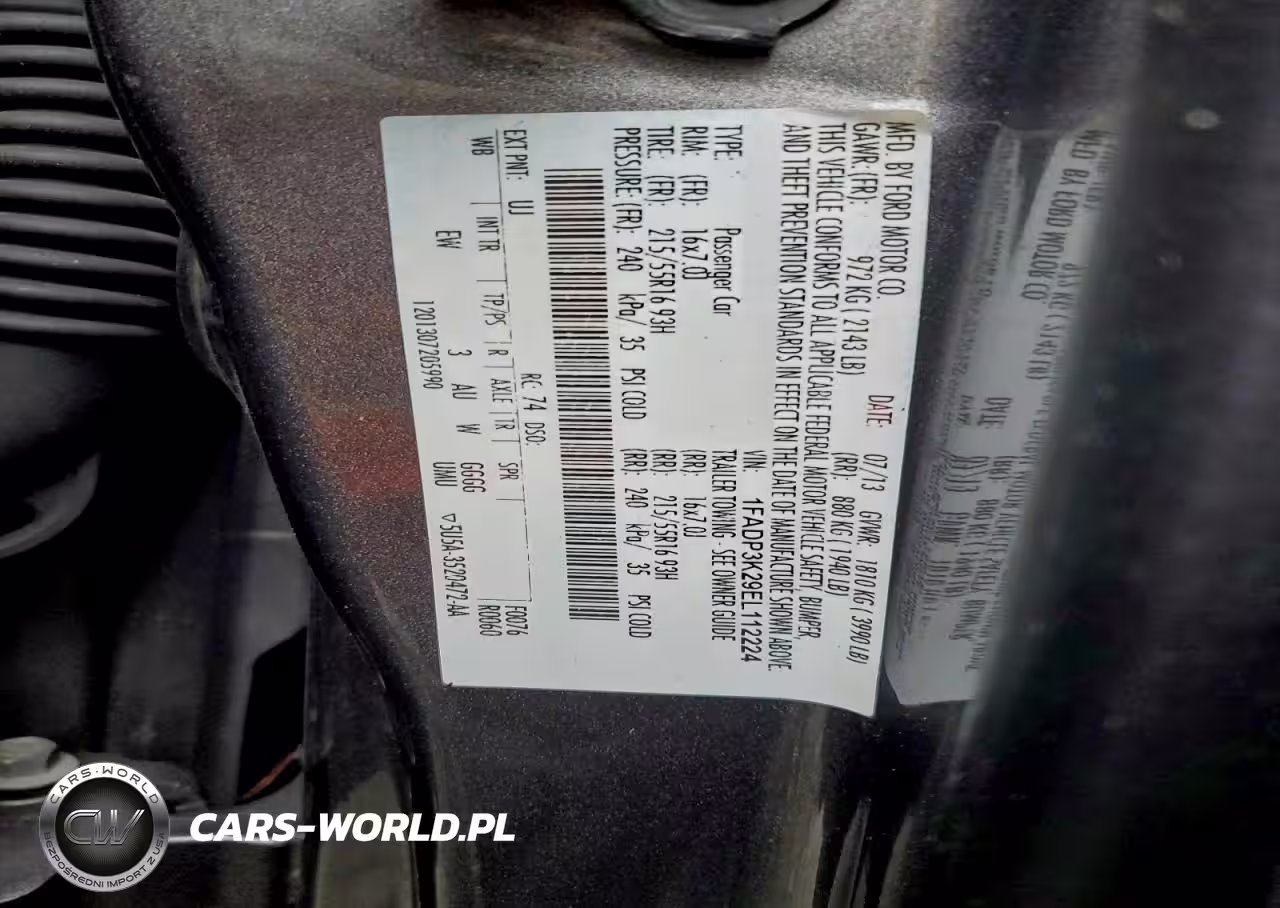 MFD. BY FORD MOTOR CO.
DATE: 07/13 GVWR: 1810 KG ( 3990 LB)
GAWR: (FR): 972 KG ( 2143 LB) (RR): 880 KG ( 1940 LB)
THIS VEHICLE CONFORMS TO ALL APPLICABLE FEDERAL MOTOR VEHICLE SAFETY, BUMPER,
AND THEFT PREVENTION STANDARDS IN EFFECT ON THE DATE OF MANUFACTURE SHOWN ABOVE.
VIN: 1FADP3K29EL112224
TYPE: Passenger Car TRAILER TOWING - SEE OWNER GUIDE
RIM: (FR): 16x7.0J (RR): 16x7.0J
TIRE: (FR): 215/55R16 93H (RR): 215/55R16 93H
PRESSURE (FR): 240 kPa/ 35 PSI COLD (RR): 240 kPa/ 35 PSI COLD
EXT PNT: UJ RC: 74 DSO: F0076
WB INT TR TP/PS R AXLE TR SPR R0060
EW 3 AU W GGGG
1201307205990 UMU ▽5U5A-3520472-AA
CARS-WORLD
CW
BEZPOŚREDNI IMPORT Z USA
CARS-WORLD.PL